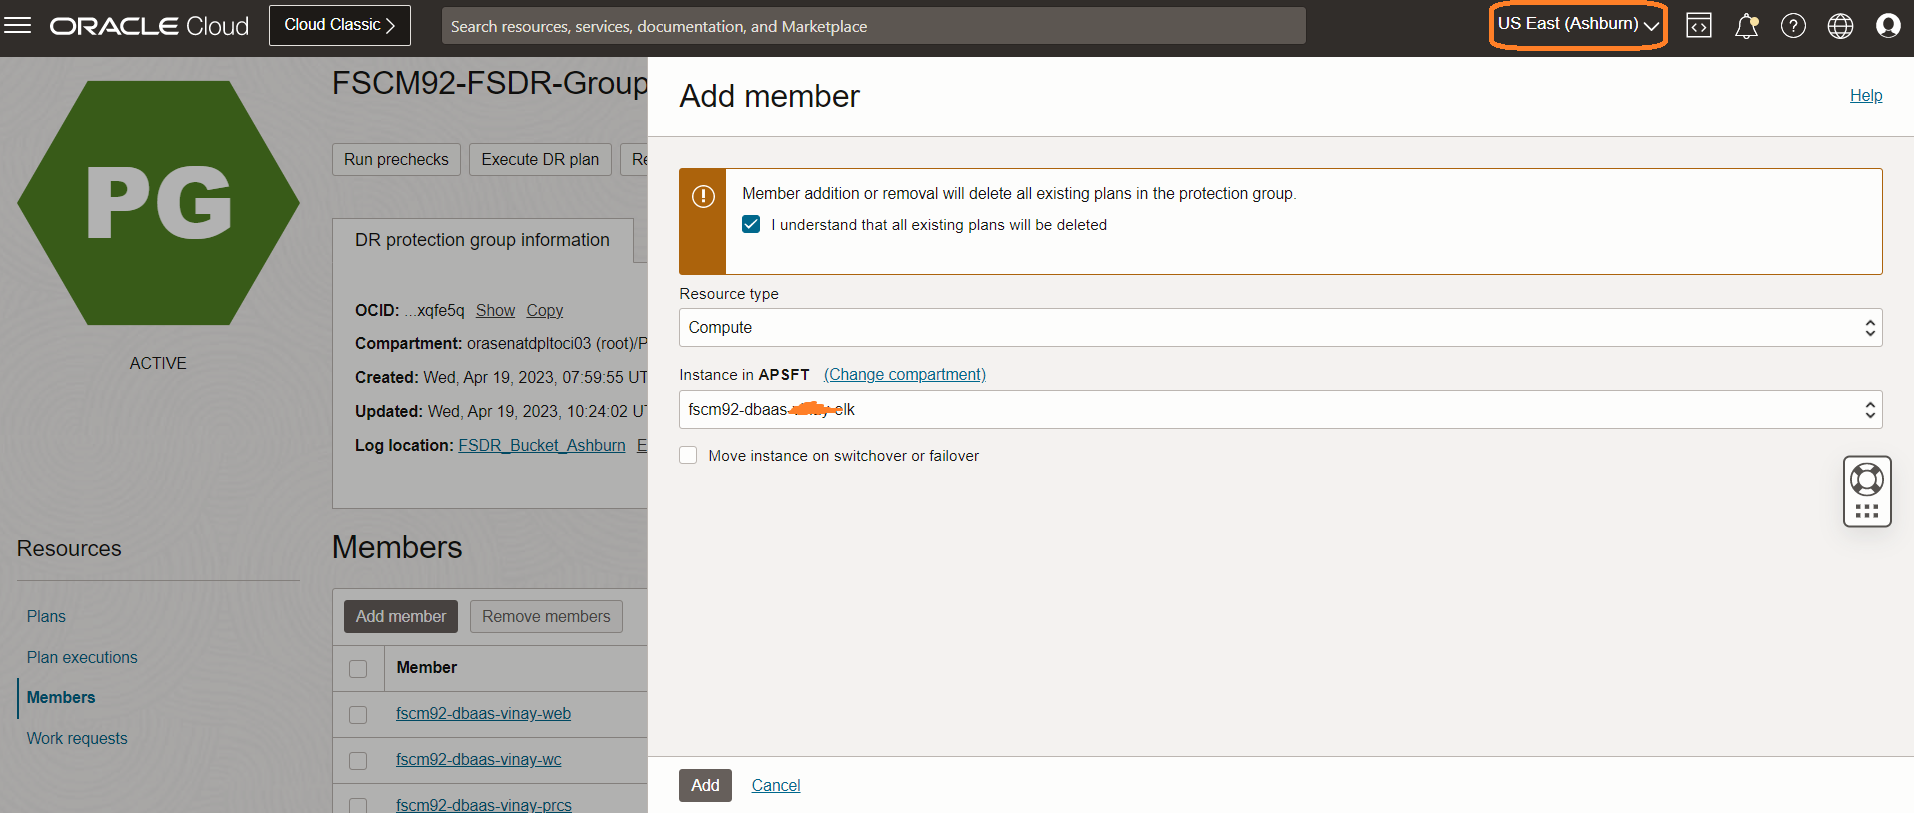 ORACLE Cloud
Cloud Classic
Search resources, services, documentation, and Marketplace
US East (Ashburn)
PG
ACTIVE
Resources
Plans
Plan executions
Members
Work requests
FSCM92-FSDR-Group
Run prechecks
Execute DR plan
Re
DR protection group information
OCID: ...xqfe5q Show Copy
Compartment: orasenatdpltoci03 (root)/P
Created: Wed, Apr 19, 2023, 07:59:55 UT
Updated: Wed, Apr 19, 2023, 10:24:02 U
Log location: FSDR_Bucket_Ashburn E
Members
Add member
Remove members
Member
fscm92-dbaas-vinay-web
fscm92-dbaas-vinay-wc
fscm92-dbaas-vinay-prcs
Add member
Help
Member addition or removal will delete all existing plans in the protection group.
I understand that all existing plans will be deleted
Resource type
Compute
Instance in APSFT (Change compartment)
fscm92-dbaas- elk
Move instance on switchover or failover
Add
Cancel